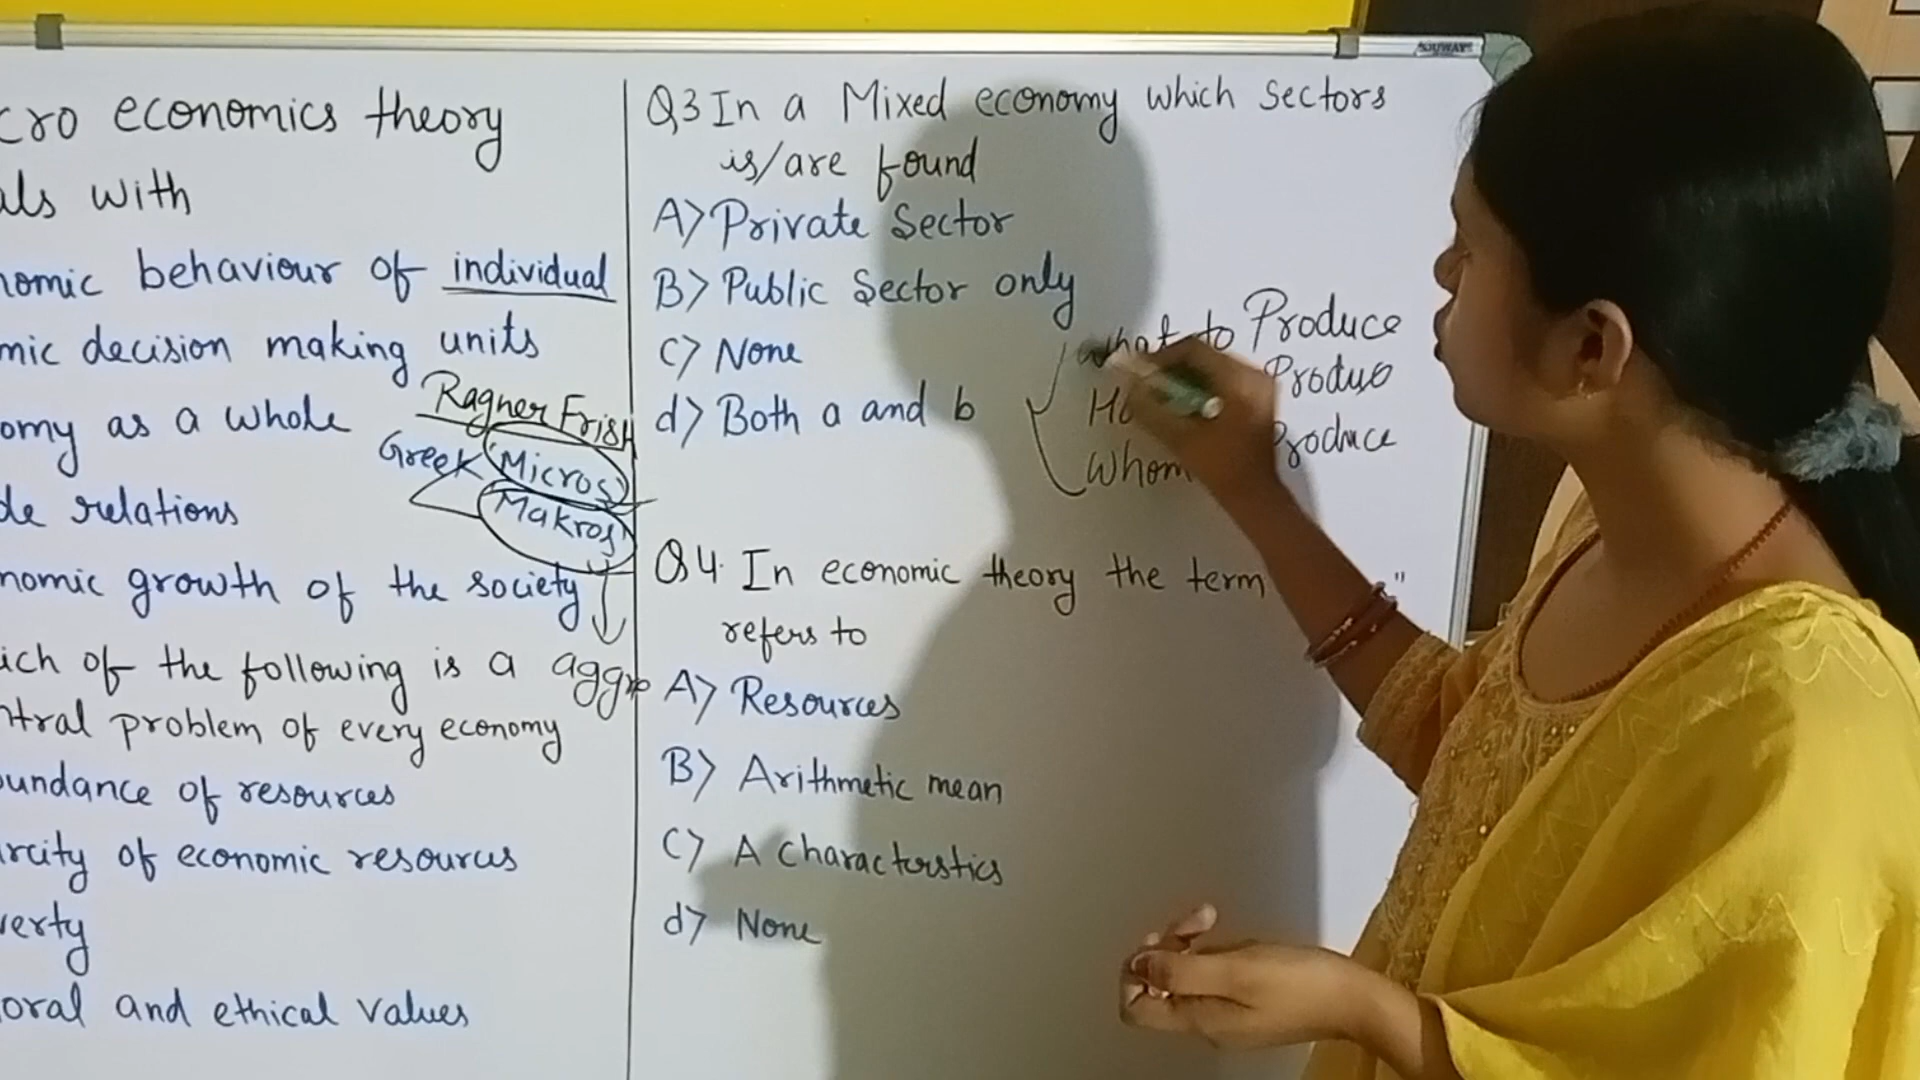 cro economics theory
als with
nomic behaviour of individual
mic decision making units
omy as a whole
Ragner Frish
Greek Micros
Makros
de relations
nomic growth of the society
ich of the following is a aggre
ntral problem of every economy
undance of resources
rcity of economic resources
verty
oral and ethical values
Q3 In a Mixed economy which sectors
is/are found
A) Private Sector
B) Public Sector only
C) None
d) Both a and b
What to Produce
Produce
Whom Produce
Q4. In economic theory the term "
refers to
A) Resources
B) Arithmetic mean
C) A Characterstics
d) None